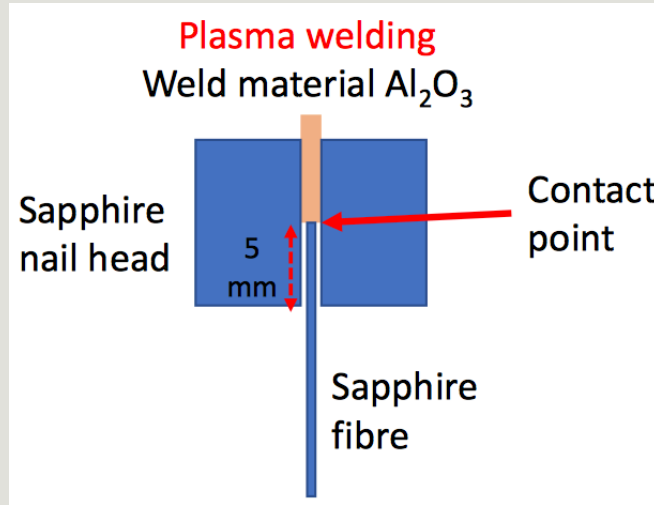 Plasma welding
Weld material Al₂O₃
Sapphire
nail head
5
mm
Contact
point
Sapphire
fibre